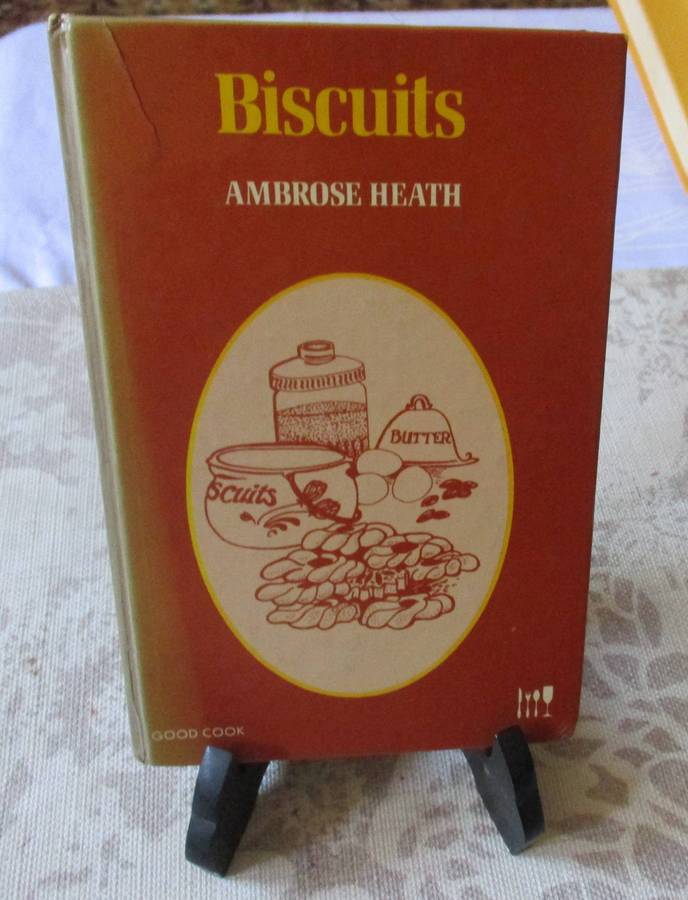 Biscuits
AMBROSE HEATH
BUTTER
scuits
GOOD COOK